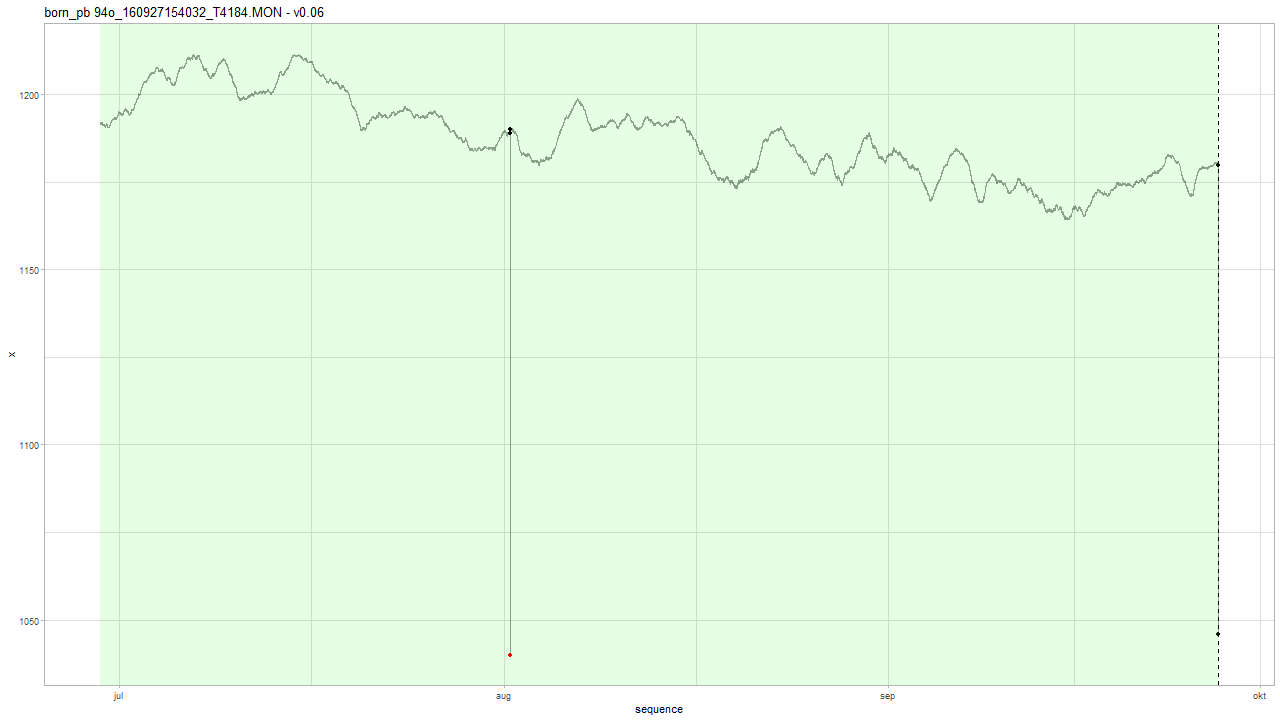 born_pb 94o_160927154032_T4184.MON - v0.06
1200
1150
1100
1050
x
jul
aug
sep
okt
sequence